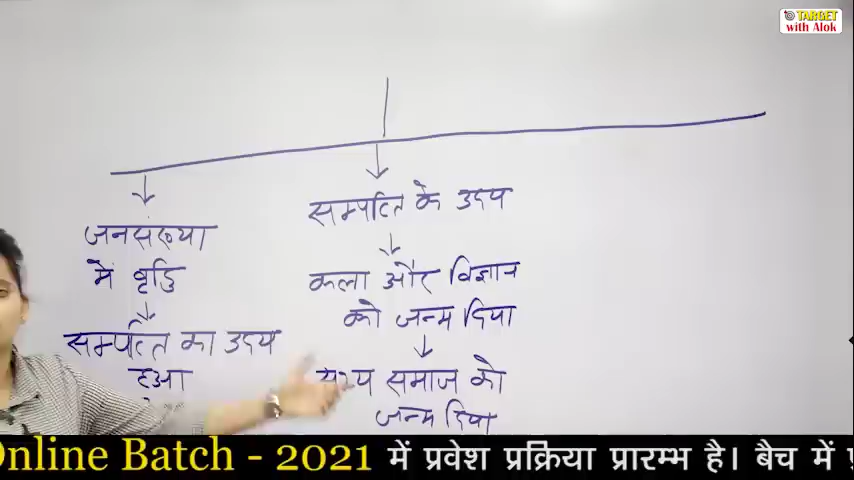 TARGET
with Alok
जनसंख्या
में वृद्धि
सम्पत्ति का उदय
हुआ
सम्पत्ति के उदय
कला और विज्ञान
को जन्म दिया
सभ्य समाज को
जन्म दिया
Online Batch - 2021 में प्रवेश प्रक्रिया प्रारम्भ है। बैच में